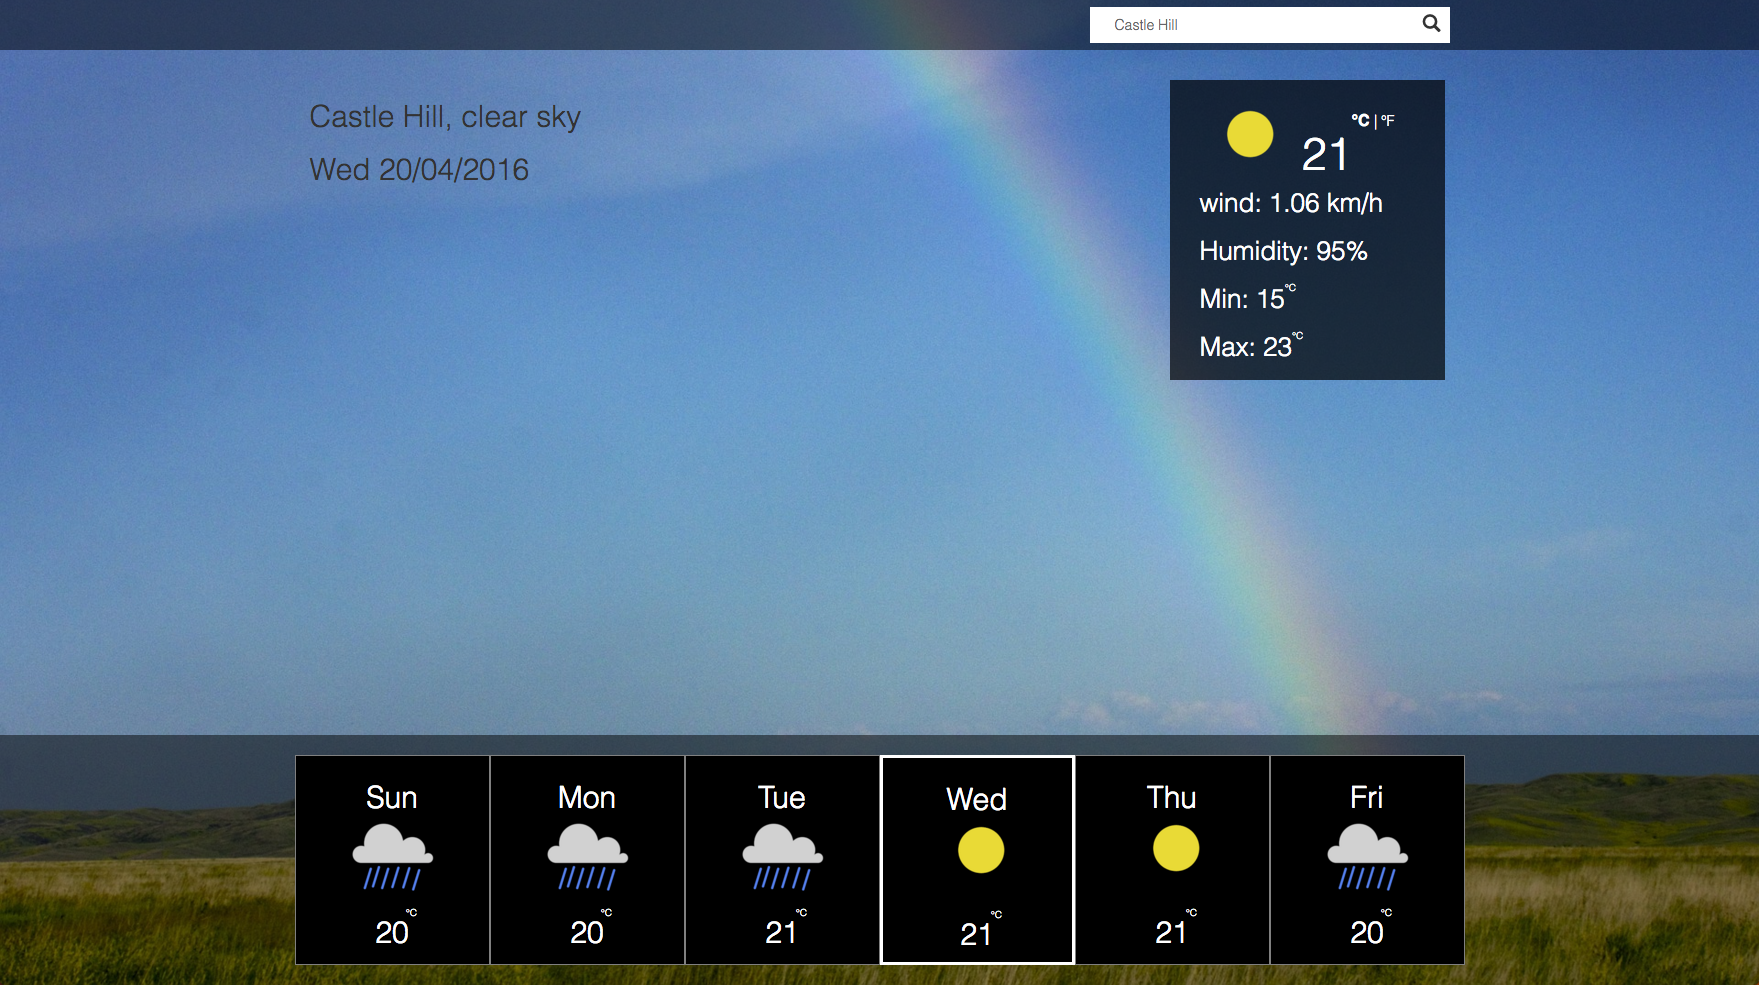 Castle Hill
Castle Hill, clear sky
Wed 20/04/2016
°C | °F
21
wind: 1.06 km/h
Humidity: 95%
Min: 15°C
Max: 23°C
Sun
20°C
Mon
20°C
Tue
21°C
Wed
21°C
Thu
21°C
Fri
20°C